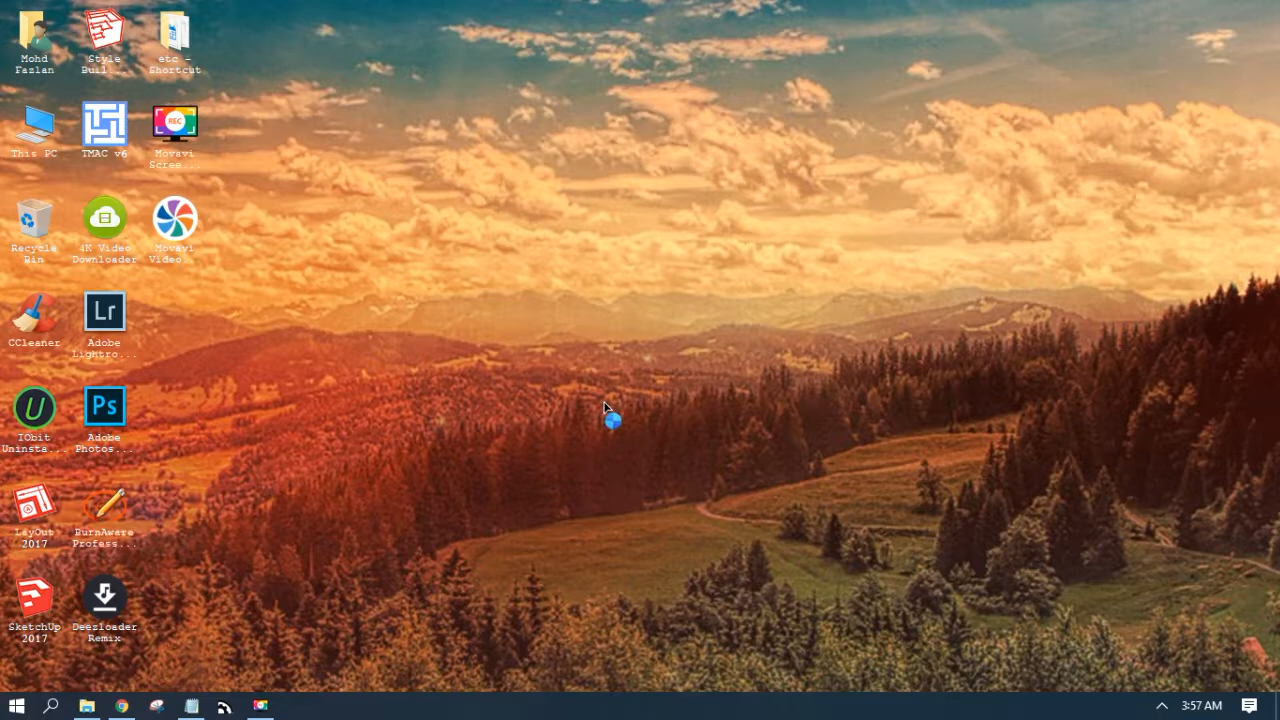 Mohd
Fazlan
Style
Buil...
etc -
Shortcut
This PC
TMAC v6
REC
Movavi
Scree...
Recycle
Bin
4K Video
Downloader
Movavi
Video...
CCleaner
Lr
Adobe
Lightro...
U
IObit
Uninsta...
Ps
Adobe
Photos...
LayOut
2017
BurnAware
Profess...
SketchUp
2017
Deezloader
Remix
3:57 AM